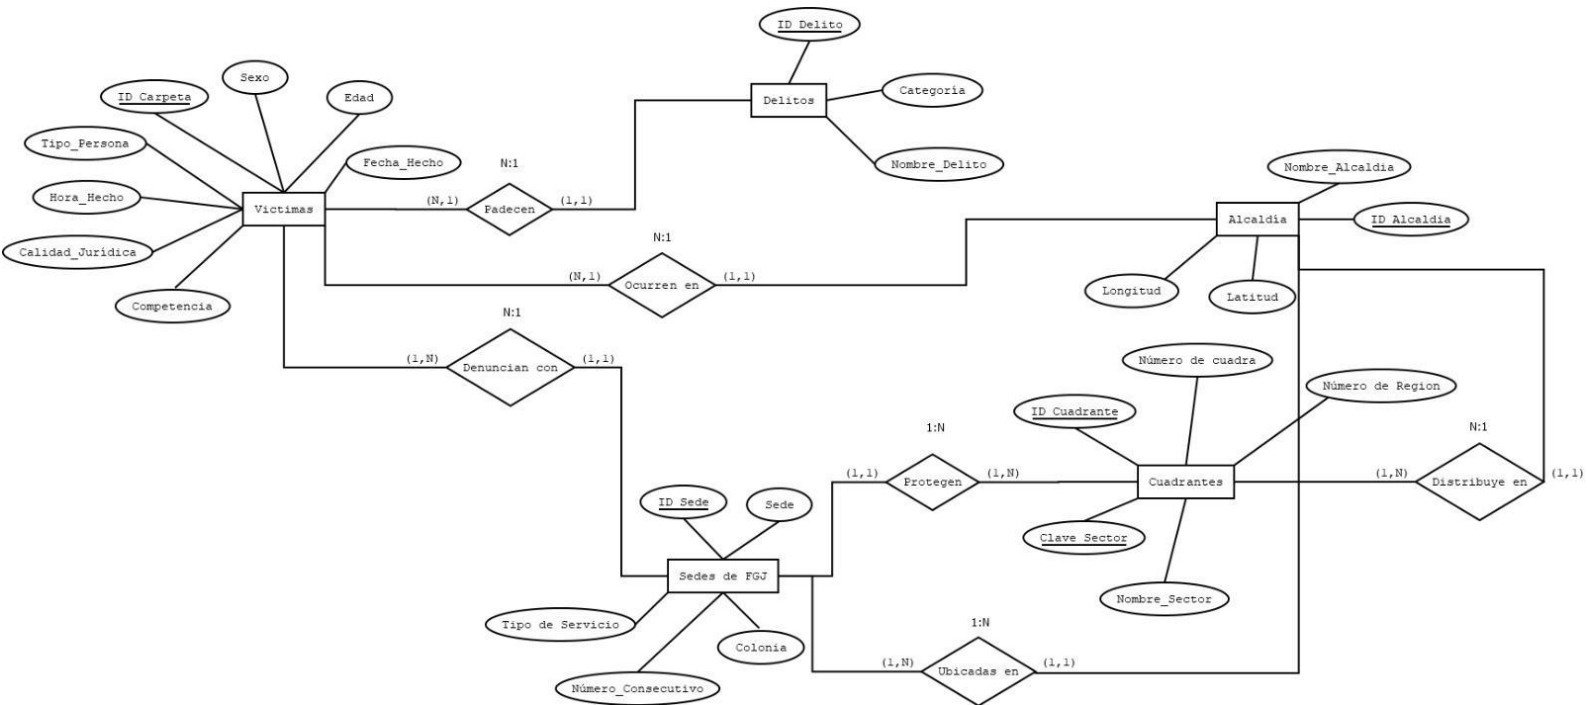 ID Delito
Sexo
Categoría
ID Carpeta
Edad
Delitos
Tipo_Persona
Fecha_Hecho
N:1
Nombre_Delito
Nombre_Alcaldia
Hora_Hecho
Victimas
(N,1)
Padecen
(1,1)
Alcaldía
ID Alcaldia
N:1
Calidad_Jurídica
(N,1)
Ocurren en
(1,1)
Longitud
Latitud
Competencia
N:1
(1,N)
Denuncian con
(1,1)
Número de cuadra
Número de Region
ID Cuadrante
1:N
N:1
(1,1)
Protegen
(1,N)
Cuadrantes
(1,N)
Distribuye en
(1,1)
ID Sede
Sede
Clave Sector
Sedes de FGJ
Nombre_Sector
Tipo de Servicio
1:N
Colonia
(1,N)
Ubicadas en
(1,1)
Número_Consecutivo